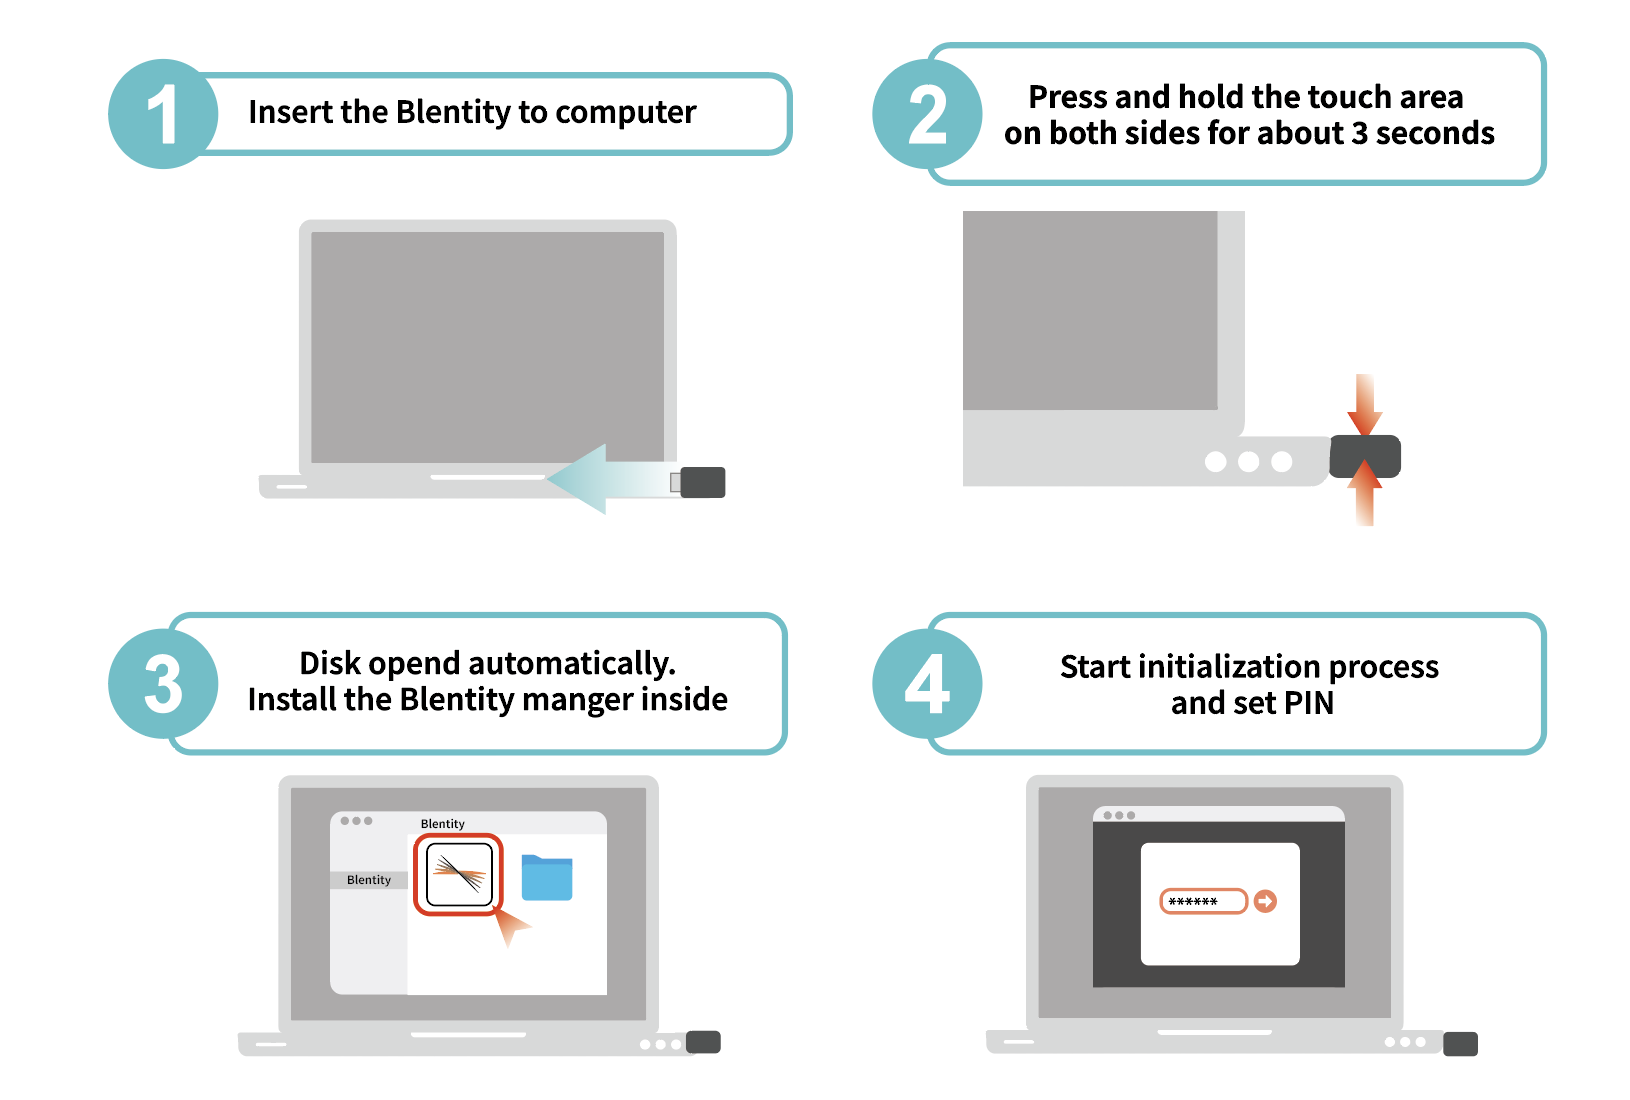 1
Insert the Blentity to computer
2
Press and hold the touch area
on both sides for about 3 seconds
3
Disk opend automatically.
Install the Blentity manger inside
Blentity
Blentity
4
Start initialization process
and set PIN
******